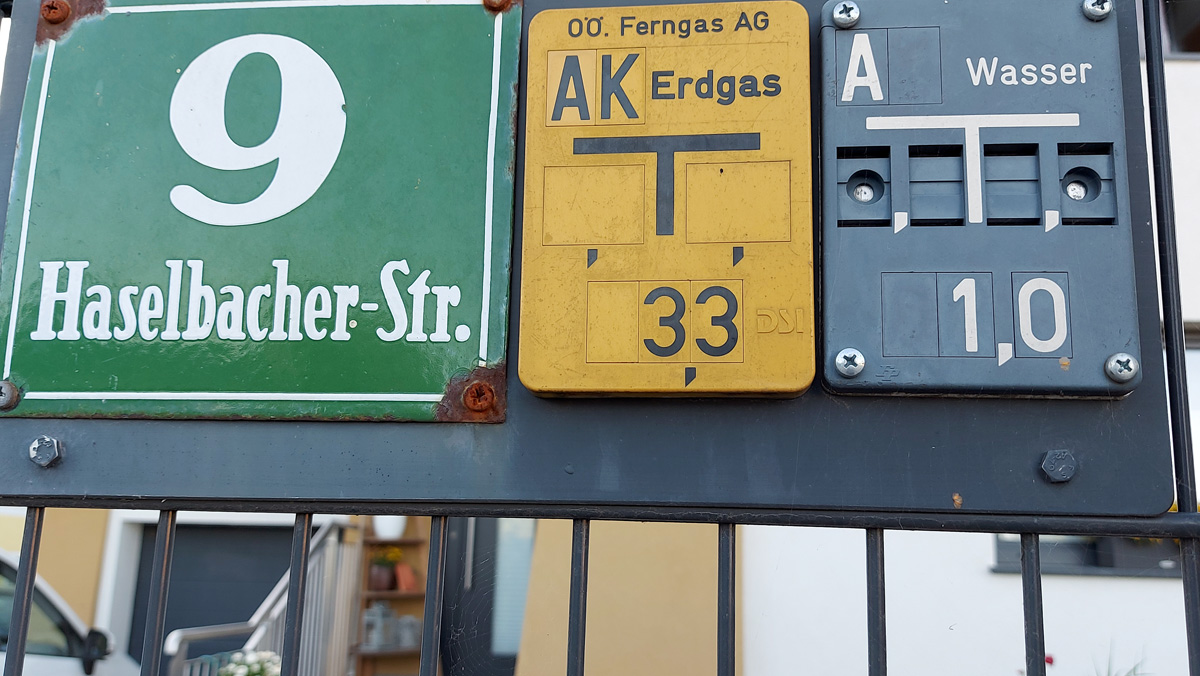 9
Haselbacher-Str.
OÖ. Ferngas AG
AK Erdgas
33
DSI
A Wasser
1,0